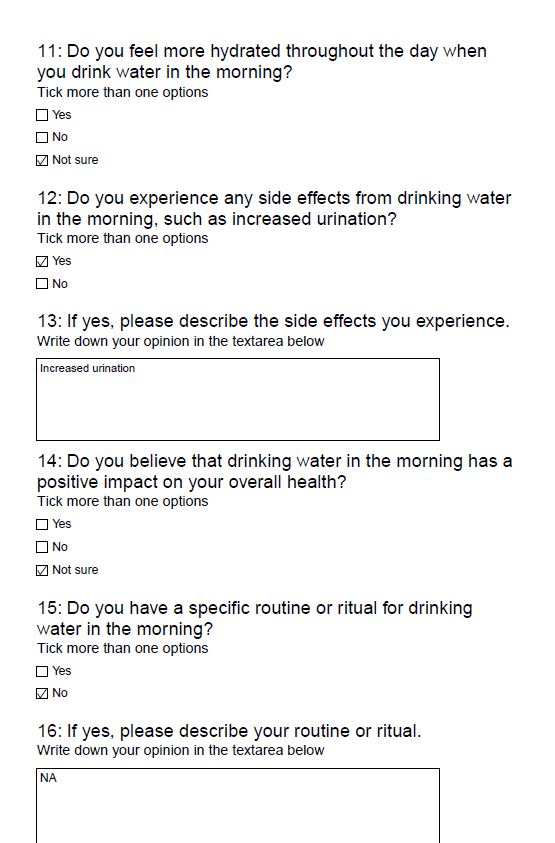 11: Do you feel more hydrated throughout the day when
you drink water in the morning?
Tick more than one options
Yes
No
Not sure
12: Do you experience any side effects from drinking water
in the morning, such as increased urination?
Tick more than one options
Yes
No
13: If yes, please describe the side effects you experience.
Write down your opinion in the textarea below
Increased urination
14: Do you believe that drinking water in the morning has a
positive impact on your overall health?
Tick more than one options
Yes
No
Not sure
15: Do you have a specific routine or ritual for drinking
water in the morning?
Tick more than one options
Yes
No
16: If yes, please describe your routine or ritual.
Write down your opinion in the textarea below
NA